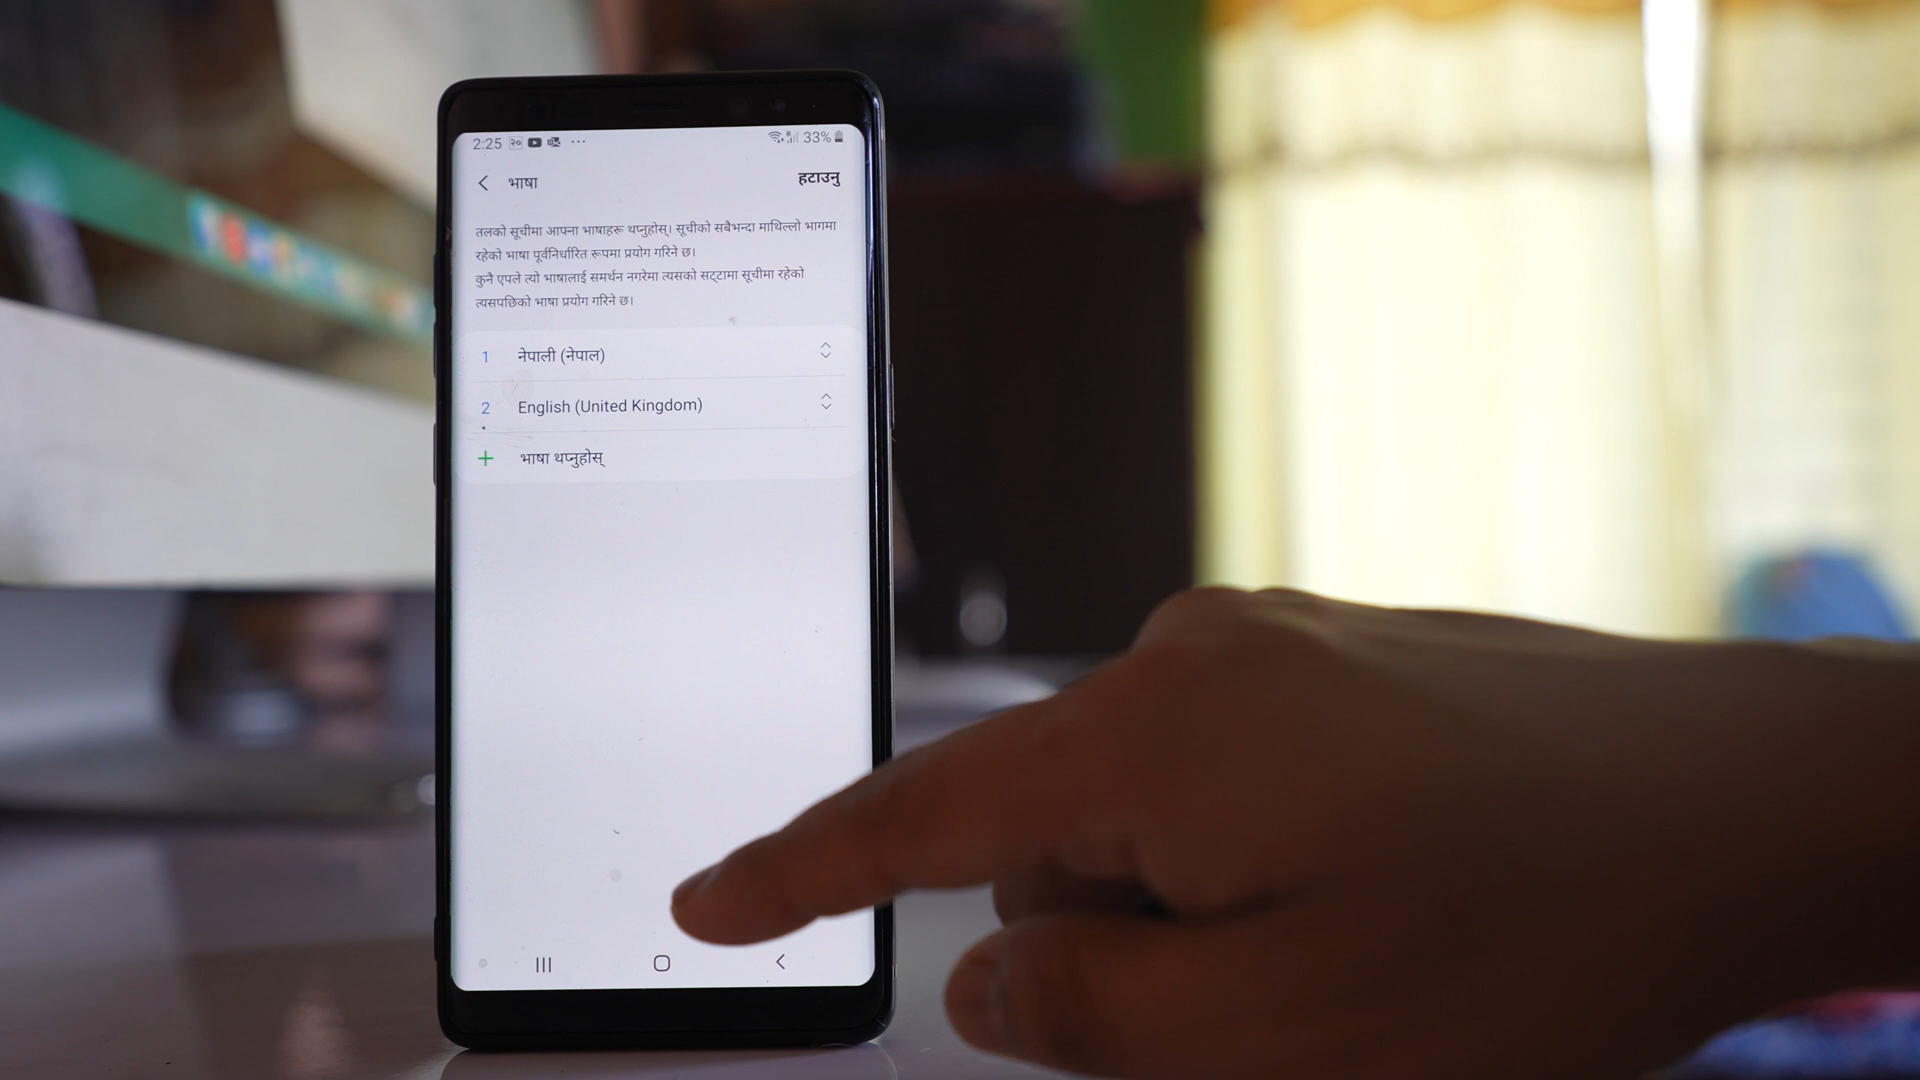 2:25 २० 33%
भाषा हटाउनु
तलको सूचीमा आफ्ना भाषाहरू थप्नुहोस्। सूचीको सबैभन्दा माथिल्लो भागमा
रहेको भाषा पूर्वनिर्धारित रूपमा प्रयोग गरिने छ।
कुनै एपले त्यो भाषालाई समर्थन नगरेमा त्यसको सट्टामा सूचीमा रहेको
त्यसपछिको भाषा प्रयोग गरिने छ।
1 नेपाली (नेपाल)
2 English (United Kingdom)
+ भाषा थप्नुहोस्